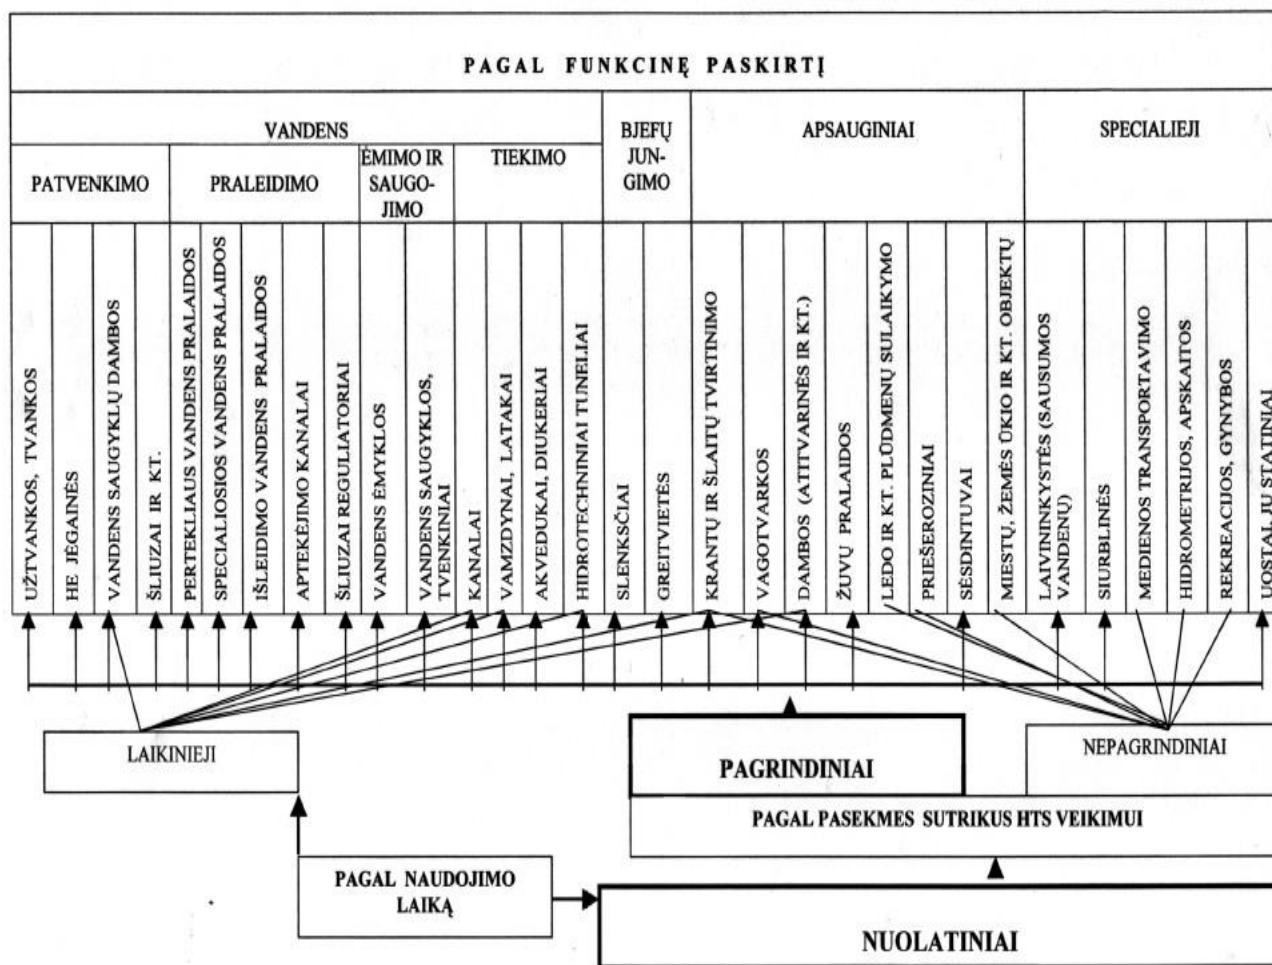 PAGAL FUNKCINĘ PASKIRTĮ
VANDENS
BJEFŲ
JUN-
GIMO
APSAUGINIAI
SPECIALIEJI
PATVENKIMO
PRALEIDIMO
ĖMIMO IR
SAUGO-
JIMO
TIEKIMO
UŽTVANKOS, TVANKOS
HE JĖGAINĖS
VANDENS SAUGYKLŲ DAMBOS
ŠLIUZAI IR KT.
PERTEKLIAUS VANDENS PRALAIDOS
SPECIALIOSIOS VANDENS PRALAIDOS
IŠLEIDIMO VANDENS PRALAIDOS
APTEKĖJIMO KANALAI
ŠLIUZAI REGULIATORIAI
VANDENS ĖMYKLOS
VANDENS SAUGYKLOS,
TVENKINIAI
KANALAI
VAMZDYNAI, LATAKAI
AKVEDUKAI, DIUKERIAI
HIDROTECHNINIAI TUNELIAI
SLENKSČIAI
GREITVIETĖS
KRANTŲ IR ŠLAITŲ TVIRTINIMO
VAGOTVARKOS
DAMBOS (ATITVARINĖS IR KT.)
ŽUVŲ PRALAIDOS
LEDO IR KT. PLŪDMENŲ SULAIKYMO
PRIEŠEROZINIAI
SĖSDINTUVAI
MIESTŲ, ŽEMĖS ŪKIO IR KT. OBJEKTŲ
LAIVININKYSTĖS (SAUSUMOS
VANDENŲ)
SIURBLINĖS
MEDIENOS TRANSPORTAVIMO
HIDROMETRIJOS, APSKAITOS
REKREACIJOS, GYNYBOS
UOSTAI, JŲ STATINIAI
LAIKINIEJI
PAGRINDINIAI
NEPAGRINDINIAI
PAGAL PASEKMES SUTRIKUS HTS VEIKIMUI
PAGAL NAUDOJIMO
LAIKĄ
NUOLATINIAI